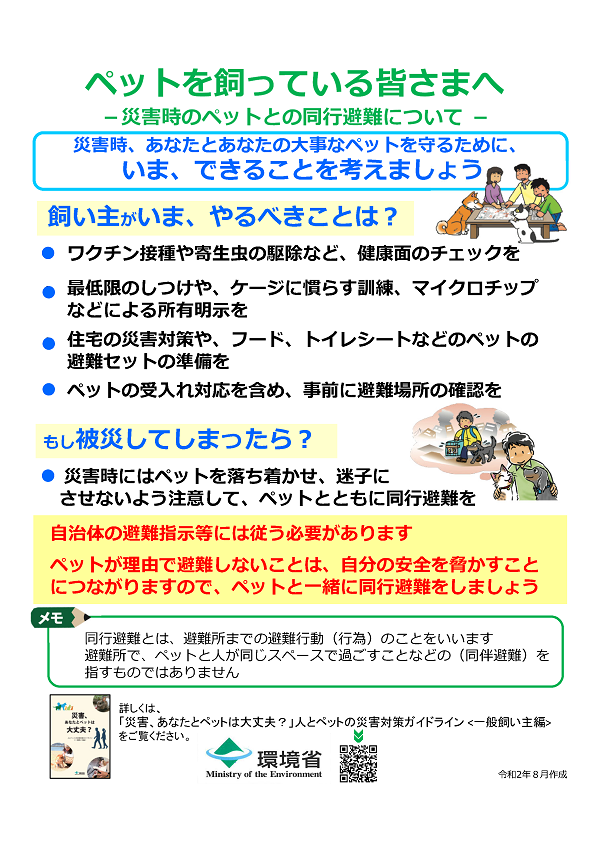 ペットを飼っている皆さまへ
－災害時のペットとの同行避難について －
災害時、あなたとあなたの大事なペットを守るために、
いま、できることを考えましょう
飼い主がいま、やるべきことは？
● ワクチン接種や寄生虫の駆除など、健康面のチェックを
● 最低限のしつけや、ケージに慣らす訓練、マイクロチップ
などによる所有明示を
● 住宅の災害対策や、フード、トイレシートなどのペットの
避難セットの準備を
● ペットの受入れ対応を含め、事前に避難場所の確認を
もし被災してしまったら？
● 災害時にはペットを落ち着かせ、迷子に
させないよう注意して、ペットとともに同行避難を
自治体の避難指示等には従う必要があります
ペットが理由で避難しないことは、自分の安全を脅かすこと
につながりますので、ペットと一緒に同行避難をしましょう
メモ
同行避難とは、避難所までの避難行動（行為）のことをいいます
避難所で、ペットと人が同じスペースで過ごすことなどの（同伴避難）を
指すものではありません
災害、
あなたとペットは
大丈夫？
詳しくは、
「災害、あなたとペットは大丈夫？」人とペットの災害対策ガイドライン <一般飼い主編>
をご覧ください。
環境省
Ministry of the Environment
令和2年８月作成